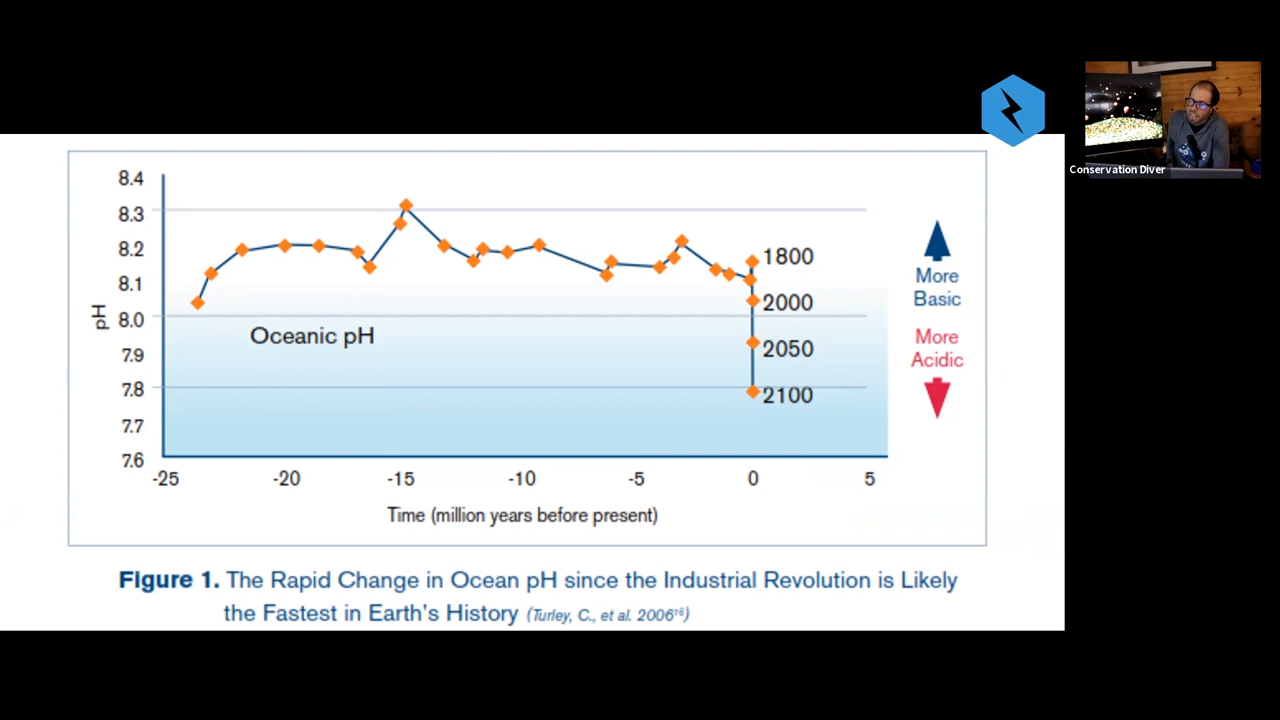 Conservation Diver
8.4
8.3
8.2
8.1
8.0
7.9
7.8
7.7
7.6
pH
Oceanic pH
1800
2000
2050
2100
More
Basic
More
Acidic
-25 -20 -15 -10 -5 0 5
Time (million years before present)
Figure 1. The Rapid Change in Ocean pH since the Industrial Revolution is Likely
the Fastest in Earth's History (Turley, C., et al. 2006¹⁶)